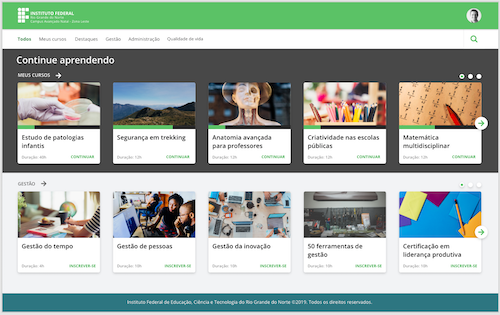 INSTITUTO FEDERAL
Rio Grande do Norte
Todos Meus cursos Destaques Gestão Administração Qualidade de vida
Continue aprendendo
MEUS CURSOS
Estudo de patologias infantis
Duração: 60h CONTINUAR
Segurança em trekking
Duração: 12h CONTINUAR
Anatomia avançada para professores
Duração: 12h CONTINUAR
Criatividade nas escolas públicas
Duração: 12h CONTINUAR
Matemática multidisciplinar
Duração: 12h CONTINUAR
GESTÃO
Gestão do tempo
Duração: 4h INSCREVER-SE
Gestão de pessoas
Duração: 10h INSCREVER-SE
Gestão da inovação
Duração: 10h INSCREVER-SE
50 ferramentas de gestão
Duração: 10h INSCREVER-SE
Certificação em liderança produtiva
Duração: 10h INSCREVER-SE
Instituto Federal de Educação, Ciência e Tecnologia do Rio Grande do Norte ©2019. Todos os direitos reservados.